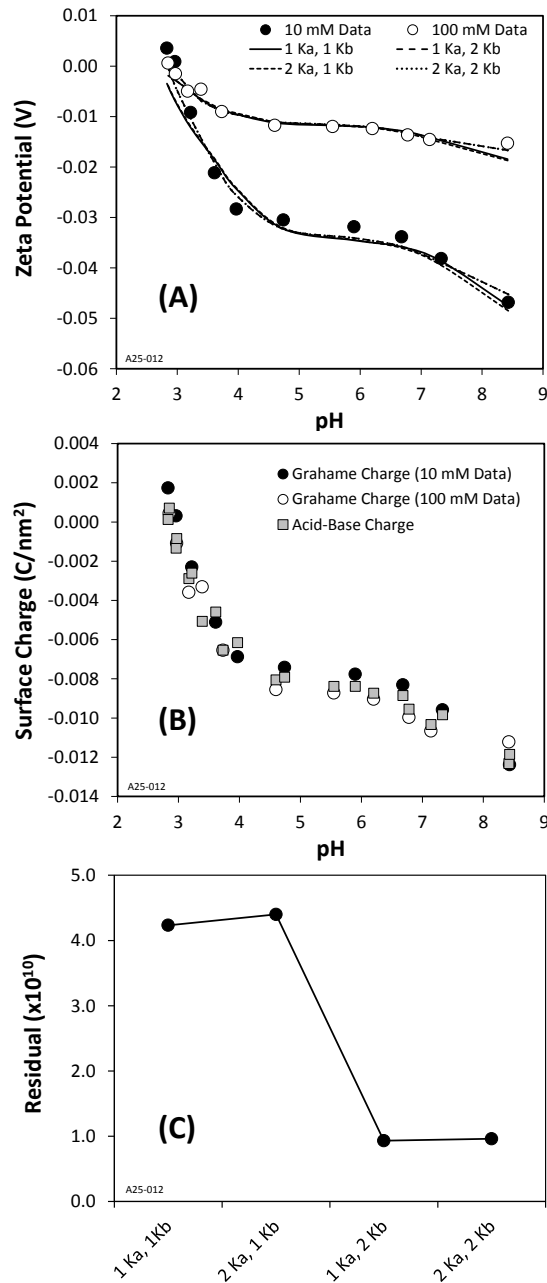 0.01
0.00
-0.01
-0.02
-0.03
-0.04
-0.05
-0.06
Zeta Potential (V)
10 mM Data
100 mM Data
1 Ka, 1 Kb
1 Ka, 2 Kb
2 Ka, 1 Kb
2 Ka, 2 Kb
(A)
A25-012
2 3 4 5 6 7 8 9
pH
0.004
0.002
0.000
-0.002
-0.004
-0.006
-0.008
-0.010
-0.012
-0.014
Surface Charge (C/nm²)
Grahame Charge (10 mM Data)
Grahame Charge (100 mM Data)
Acid-Base Charge
(B)
A25-012
2 3 4 5 6 7 8 9
pH
5.0
4.0
3.0
2.0
1.0
0.0
Residual (x10¹⁰)
(C)
A25-012
1 Ka, 1Kb
2 Ka, 1 Kb
1 Ka, 2 Kb
2 Ka, 2 Kb